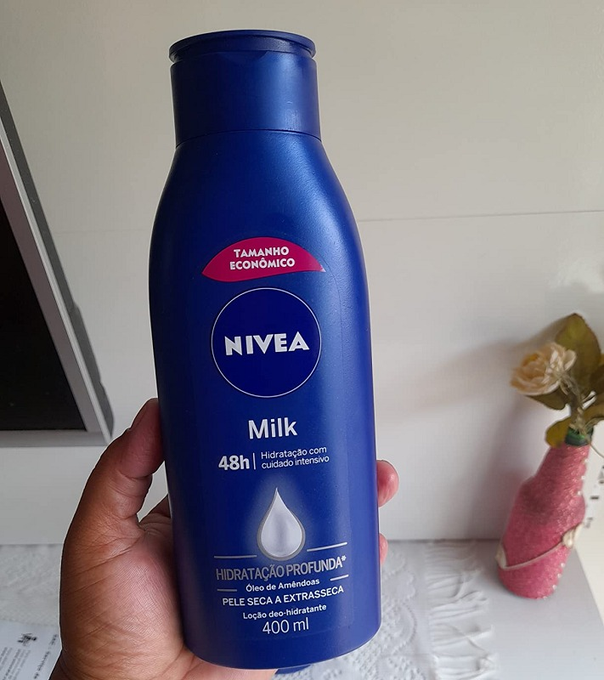 TAMANHO
ECONÔMICO
NIVEA
Milk
48h Hidratação com
cuidado intensivo
HIDRATAÇÃO PROFUNDA*
Óleo de Amêndoas
PELE SECA A EXTRASSECA
Loção deo-hidratante
400 ml